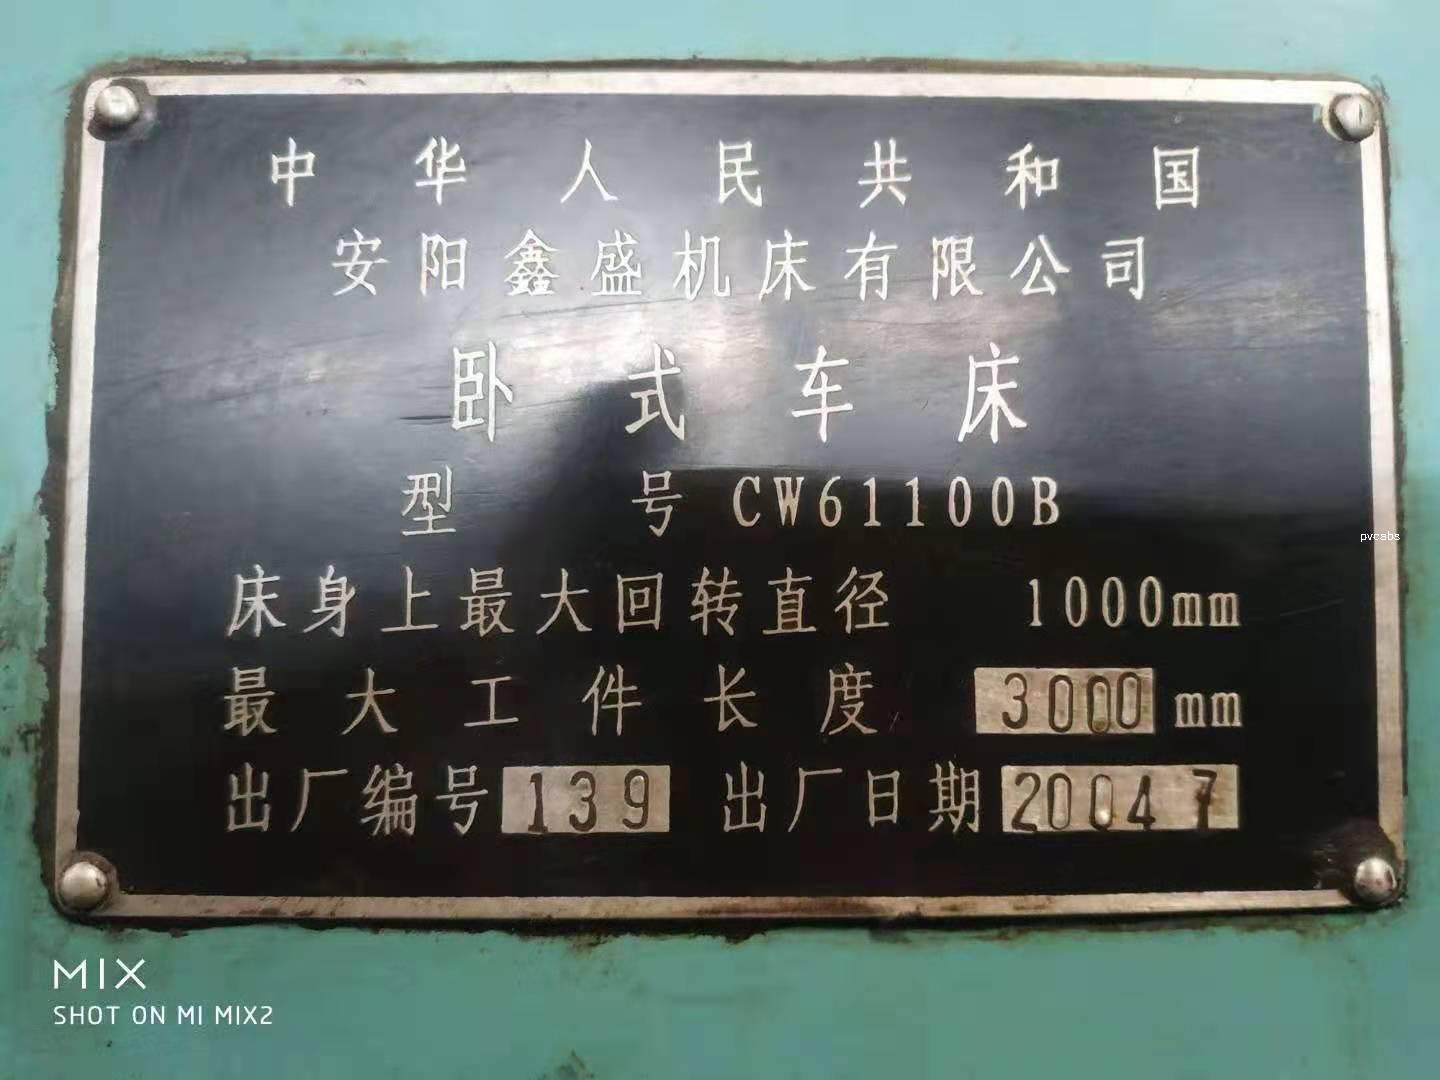 中华人民共和国
安阳鑫盛机床有限公司
卧式车床
型号 CW61100B
床身上最大回转直径 1000mm
最大工件长度 3000 mm
出厂编号 139 出厂日期 2004 7
pvcabs
MIX
SHOT ON MI MIX2